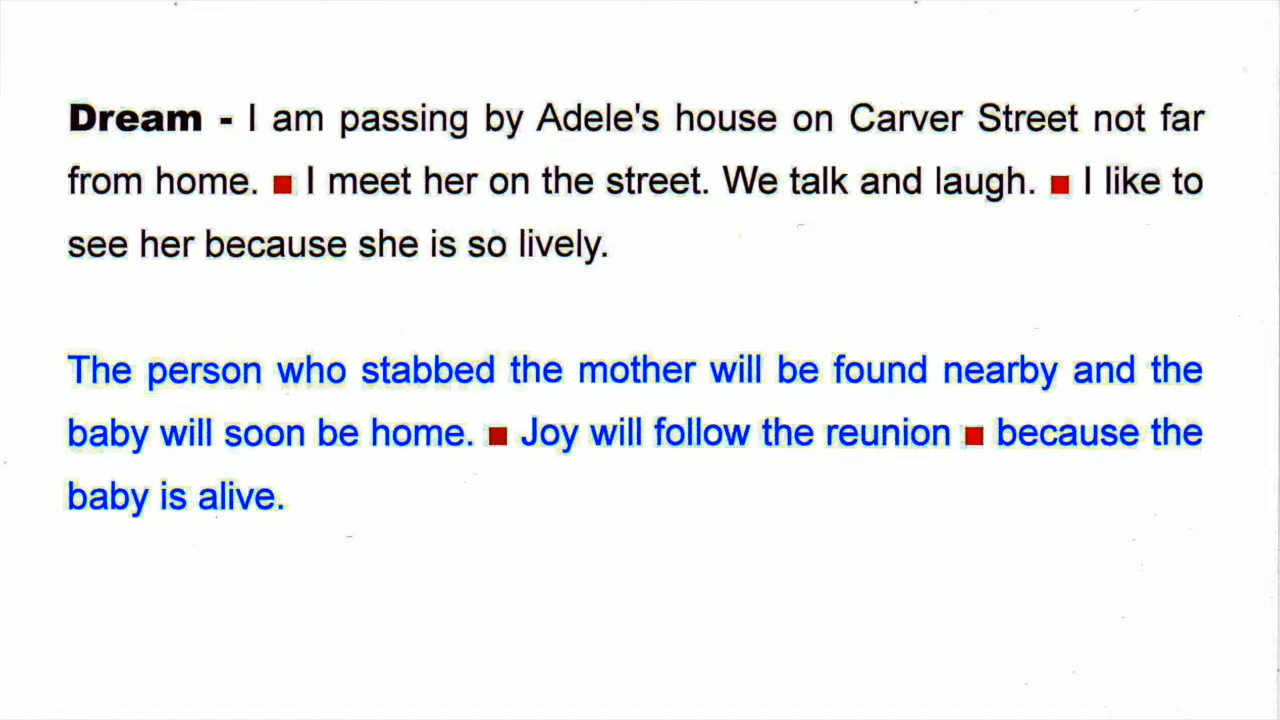 Dream - I am passing by Adele's house on Carver Street not far
from home. ■ I meet her on the street. We talk and laugh. ■ I like to
see her because she is so lively.
The person who stabbed the mother will be found nearby and the
baby will soon be home. ■ Joy will follow the reunion ■ because the
baby is alive.